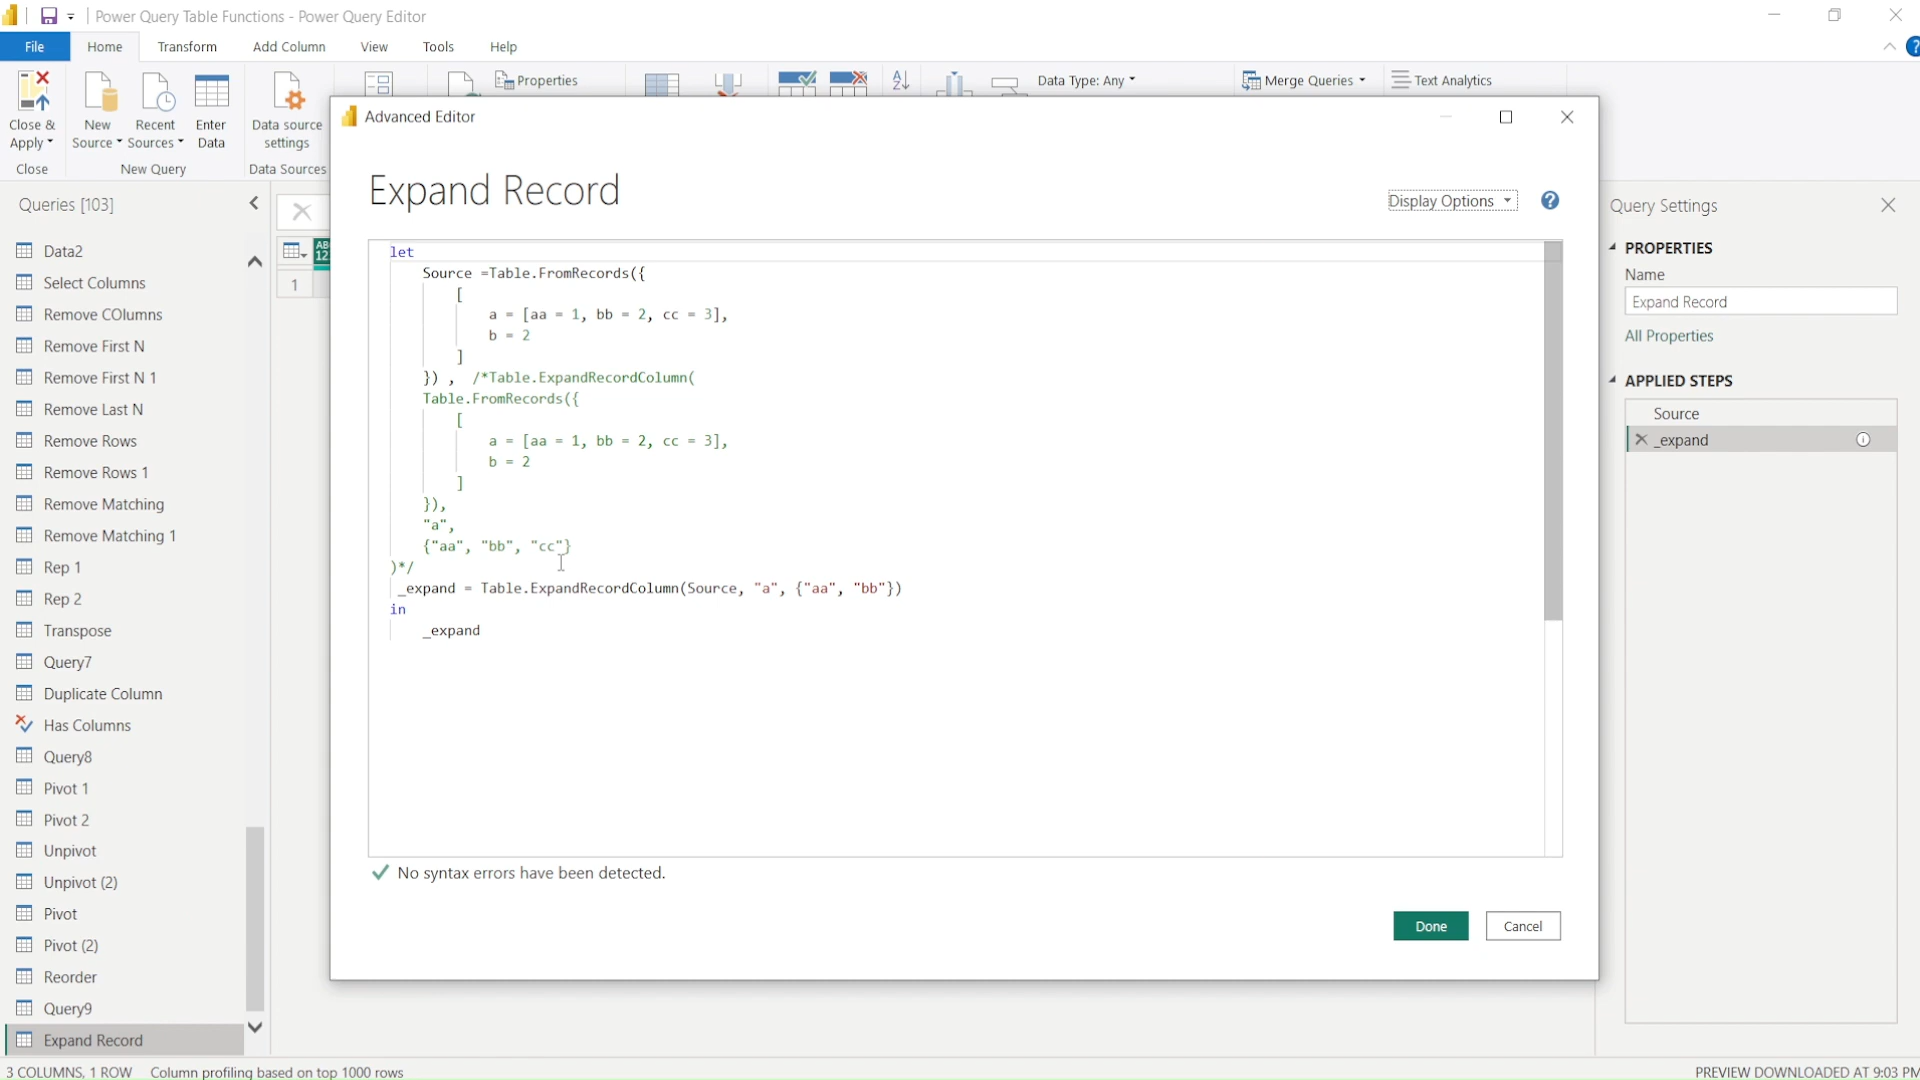 Power Query Table Functions - Power Query Editor
File Home Transform Add Column View Tools Help
Close & Apply
New Source
Recent Sources
Enter Data
Data source settings
Properties
Data Type: Any
Merge Queries
Text Analytics
Close
New Query
Data Sources
Queries [103]
Data2
Select Columns
Remove COlumns
Remove First N
Remove First N 1
Remove Last N
Remove Rows
Remove Rows 1
Remove Matching
Remove Matching 1
Rep 1
Rep 2
Transpose
Query7
Duplicate Column
Has Columns
Query8
Pivot 1
Pivot 2
Unpivot
Unpivot (2)
Pivot
Pivot (2)
Reorder
Query9
Expand Record
1
Advanced Editor
Expand Record
Display Options
let
Source =Table.FromRecords({
[
a = [aa = 1, bb = 2, cc = 3],
b = 2
]
}) , /*Table.ExpandRecordColumn(
Table.FromRecords({
[
a = [aa = 1, bb = 2, cc = 3],
b = 2
]
}),
"a",
{"aa", "bb", "cc"}
)*/
_expand = Table.ExpandRecordColumn(Source, "a", {"aa", "bb"})
in
_expand
No syntax errors have been detected.
Done Cancel
Query Settings
PROPERTIES
Name
Expand Record
All Properties
APPLIED STEPS
Source
_expand
3 COLUMNS, 1 ROW Column profiling based on top 1000 rows
PREVIEW DOWNLOADED AT 9:03 PM